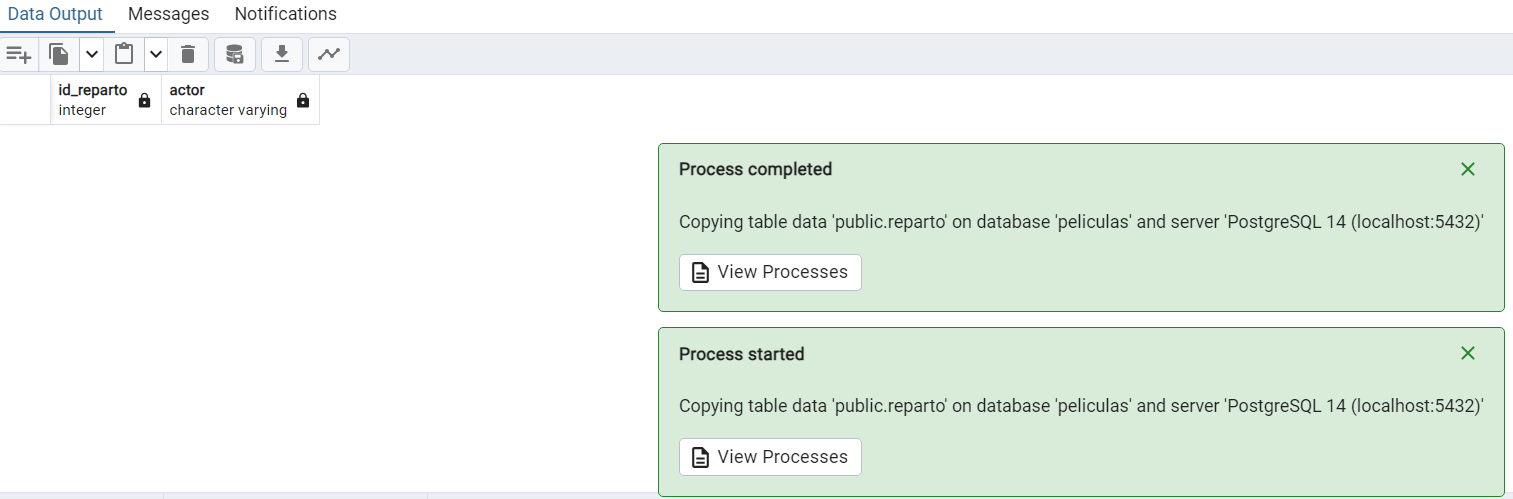 Data Output Messages Notifications
id_reparto actor
integer character varying
Process completed
Copying table data 'public.reparto' on database 'peliculas' and server 'PostgreSQL 14 (localhost:5432)'
View Processes
Process started
Copying table data 'public.reparto' on database 'peliculas' and server 'PostgreSQL 14 (localhost:5432)'
View Processes